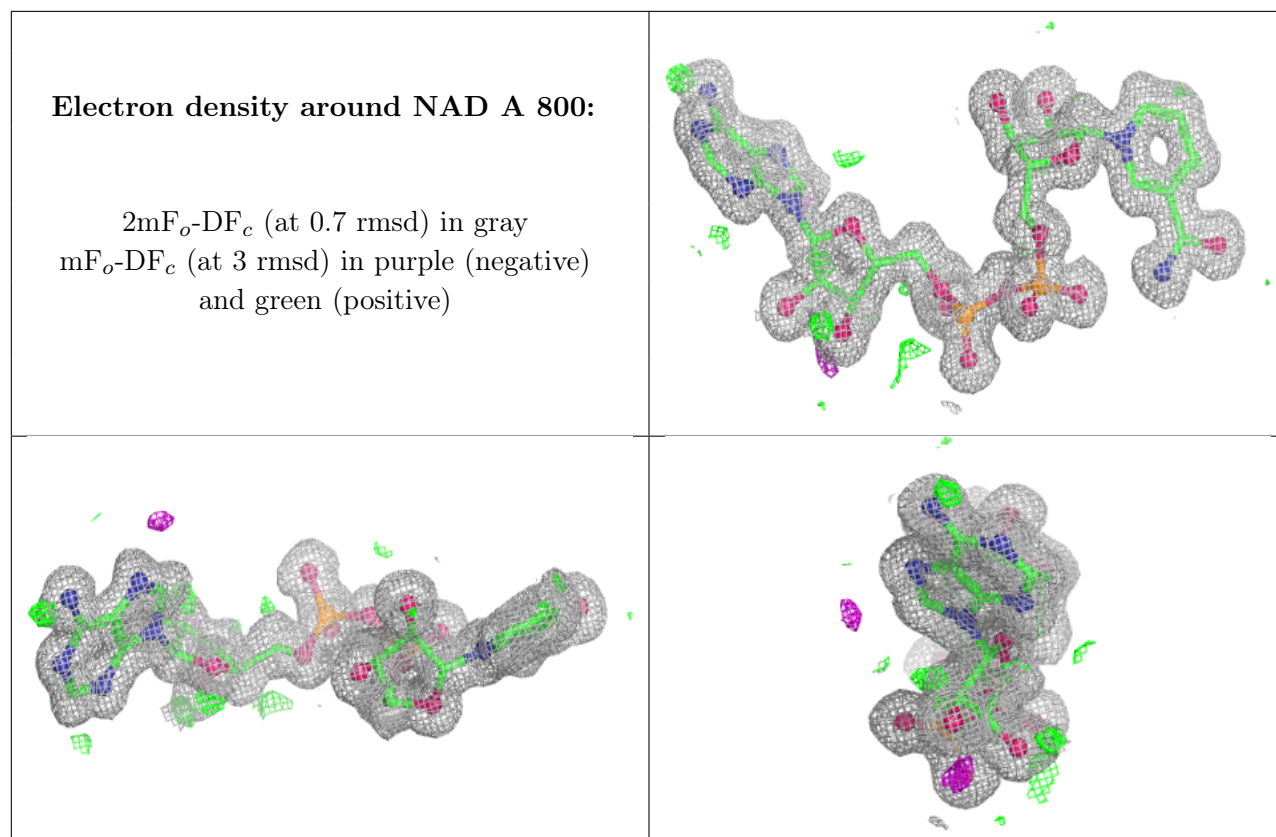 Electron density around NAD A 800:
2mFo-DFc (at 0.7 rmsd) in gray
mFo-DFc (at 3 rmsd) in purple (negative)
and green (positive)